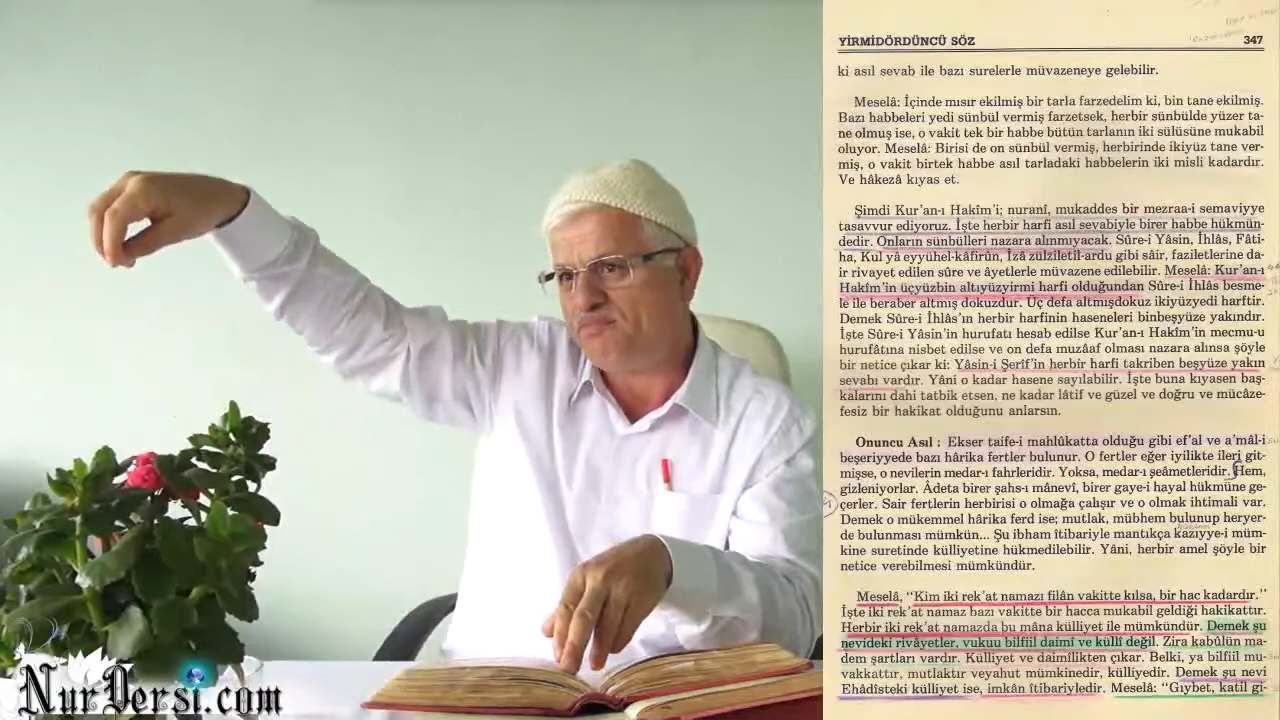 YİRMİDÖRDÜNCÜ SÖZ 347
ki asıl sevab ile bazı surelerle müvazeneye gelebilir.
Meselâ: İçinde mısır ekilmiş bir tarla farzedelim ki, bin tane ekilmiş.
Bazı habbeleri yedi sünbül vermiş farzetsek, herbir sünbülde yüzer ta-
ne olmuş ise, o vakit tek bir habbe bütün tarlanın iki sülüsüne mukabil
oluyor. Meselâ: Birisi de on sünbül vermiş, herbirinde ikiyüz tane ver-
miş, o vakit birtek habbe asıl tarladaki habbelerin iki misli kadardır.
Ve hâkezâ kıyas et.
Şimdi Kur'an-ı Hakîm'i; nuranî, mukaddes bir mezraa-i semaviyye
tasavvur ediyoruz. İşte herbir harfi asıl sevabiyle birer habbe hükmün-
dedir. Onların sünbülleri nazara alınmıyacak. Sûre-i Yâsin, İhlâs, Fâti-
ha, Kul yâ eyyühel-kâfirûn, İzâ zülziletil-ardu gibi sâir, faziletlerine da-
ir rivayet edilen sûre ve âyetlerle müvazene edilebilir. Meselâ: Kur'an-ı
Hakîm'in üçyüzbin altıyüzyirmi harfi olduğundan Sûre-i İhlâs besme-
le ile beraber altmış dokuzdur. Üç defa altmışdokuz ikiyüzyedi harftir.
Demek Sûre-i İhlâs'ın herbir harfinin haseneleri binbeşyüze yakındır.
İşte Sûre-i Yâsin'in hurufatı hesab edilse Kur'an-ı Hakîm'in mecmu-u
hurufâtına nisbet edilse ve on defa muzâaf olması nazara alınsa şöyle
bir netice çıkar ki: Yâsin-i Şerîf'in herbir harfi takriben beşyüze yakın
sevabı vardır. Yâni o kadar hasene sayılabilir. İşte buna kıyasen baş-
kalarını dahi tatbik etsen, ne kadar lâtif ve güzel ve doğru ve mücâze-
fesiz bir hakikat olduğunu anlarsın.
Onuncu Asıl : Ekser taife-i mahlûkatta olduğu gibi ef'al ve a'mâl-i
beşeriyyede bazı hârika fertler bulunur. O fertler eğer iyilikte ileri git-
mişse, o nevilerin medar-ı fahrleridir. Yoksa, medar-ı şeâmetleridir. Hem,
gizleniyorlar. Âdeta birer şahs-ı mânevî, birer gaye-i hayal hükmüne ge-
çerler. Sair fertlerin herbirisi o olmağa çalışır ve o olmak ihtimali var.
Demek o mükemmel hârika ferd ise; mutlak, mübhem bulunup heryer-
de bulunması mümkün... Şu ibham îtibariyle mantıkça kaziyye-i müm-
kine suretinde külliyetine hükmedilebilir. Yâni, herbir amel şöyle bir
netice verebilmesi mümkündür.
Meselâ, "Kim iki rek'at namazı filân vakitte kılsa, bir hac kadardır."
İşte iki rek'at namaz bazı vakitte bir hacca mukabil geldiği hakikattır.
Herbir iki rek'at namazda bu mâna külliyet ile mümkündür. Demek şu
nevideki rivâyetler, vukuu bilfiil daimî ve küllî değil. Zira kabûlün ma-
dem şartları vardır. Külliyet ve daimîlikten çıkar. Belki, ya bilfiil mu-
vakkattır, mutlaktır veyahut mümkinedir, külliyedir. Demek şu nevi
Ehâdîsteki külliyet ise, imkân îtibariyledir. Meselâ: "Gıybet, katil gi-
NurDersi.com